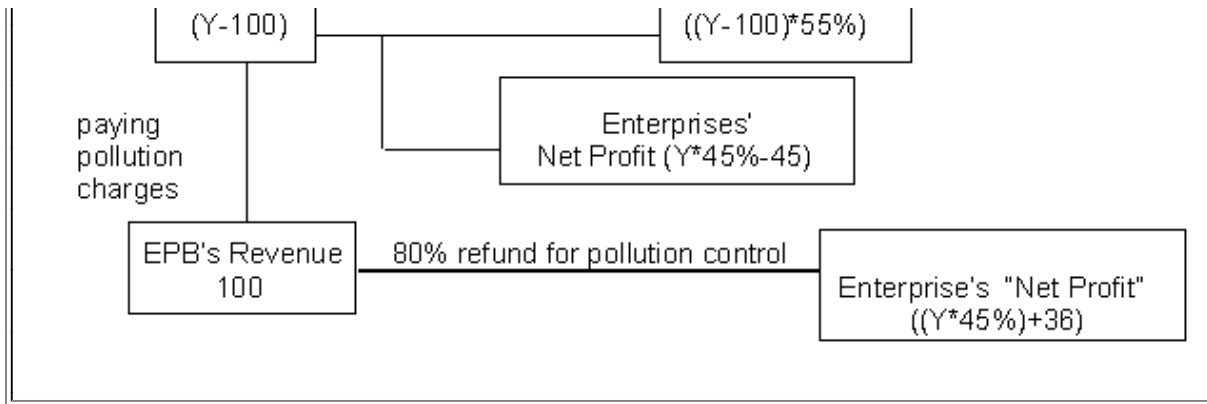 (Y-100)
((Y-100)*55%)
paying
pollution
charges
Enterprises'
Net Profit (Y*45%-45)
EPB's Revenue
100
80% refund for pollution control
Enterprise's "Net Profit"
((Y*45%)+36)